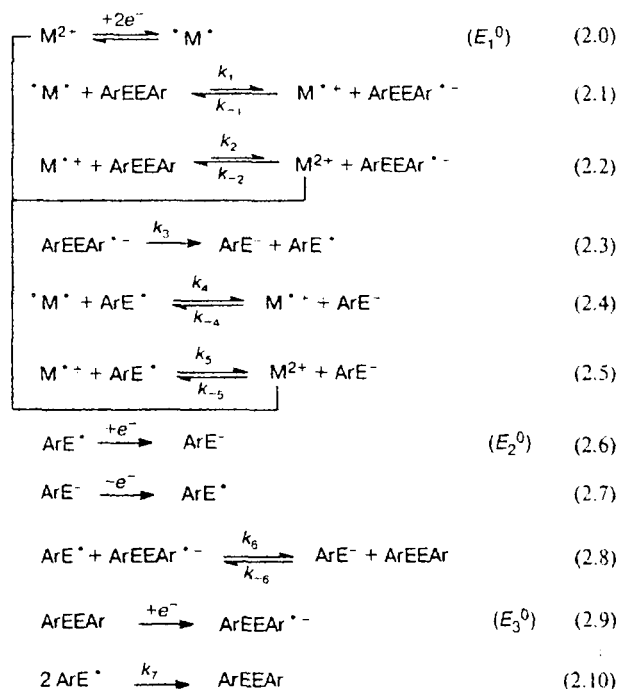 M²⁺ +2e⁻ ⇌ •M• (E₁⁰) (2.0)
•M• + ArEEAr k₁ ⇌ k₋₁ M•⁺ + ArEEAr•⁻ (2.1)
M•⁺ + ArEEAr k₂ ⇌ k₋₂ M²⁺ + ArEEAr•⁻ (2.2)
ArEEAr•⁻ k₃ → ArE⁻ + ArE• (2.3)
•M• + ArE• k₄ ⇌ k₋₄ M•⁺ + ArE⁻ (2.4)
M•⁺ + ArE• k₅ ⇌ k₋₅ M²⁺ + ArE⁻ (2.5)
ArE• +e⁻ → ArE⁻ (E₂⁰) (2.6)
ArE⁻ −e⁻ → ArE• (2.7)
ArE• + ArEEAr•⁻ k₆ ⇌ k₋₆ ArE⁻ + ArEEAr (2.8)
ArEEAr +e⁻ → ArEEAr•⁻ (E₃⁰) (2.9)
2 ArE• k₇ → ArEEAr (2.10)